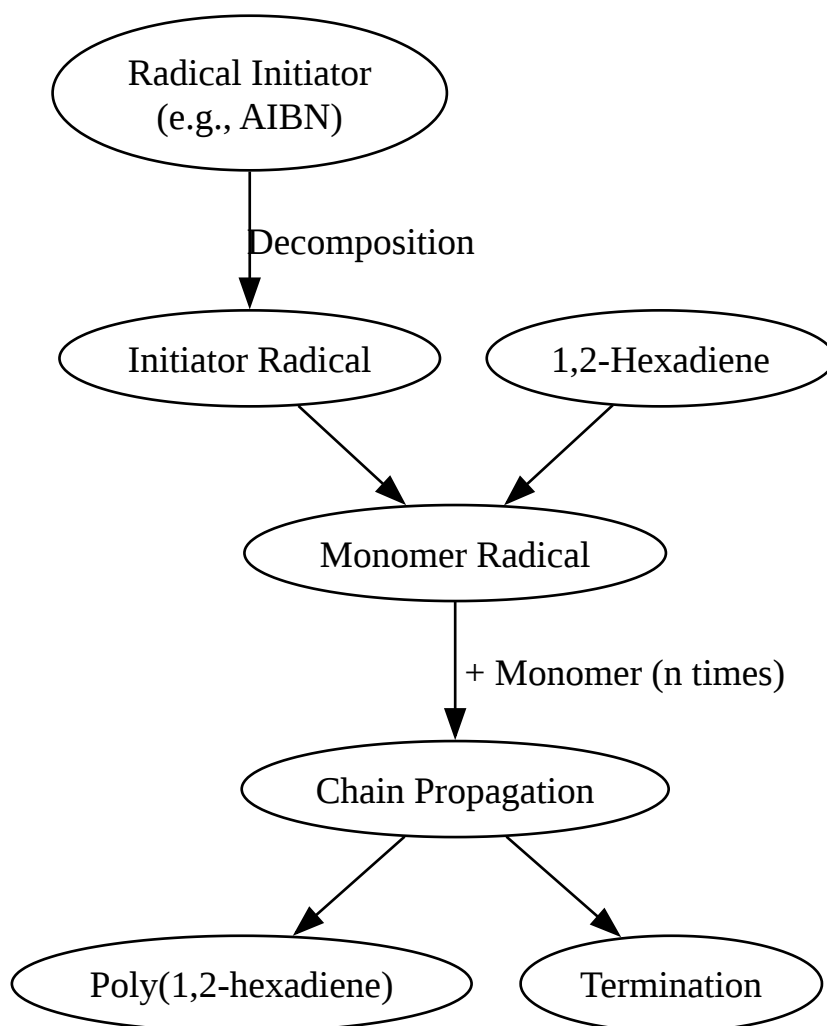 Radical Initiator
(e.g., AIBN)
Decomposition
Initiator Radical
1,2-Hexadiene
Monomer Radical
+ Monomer (n times)
Chain Propagation
Poly(1,2-hexadiene)
Termination